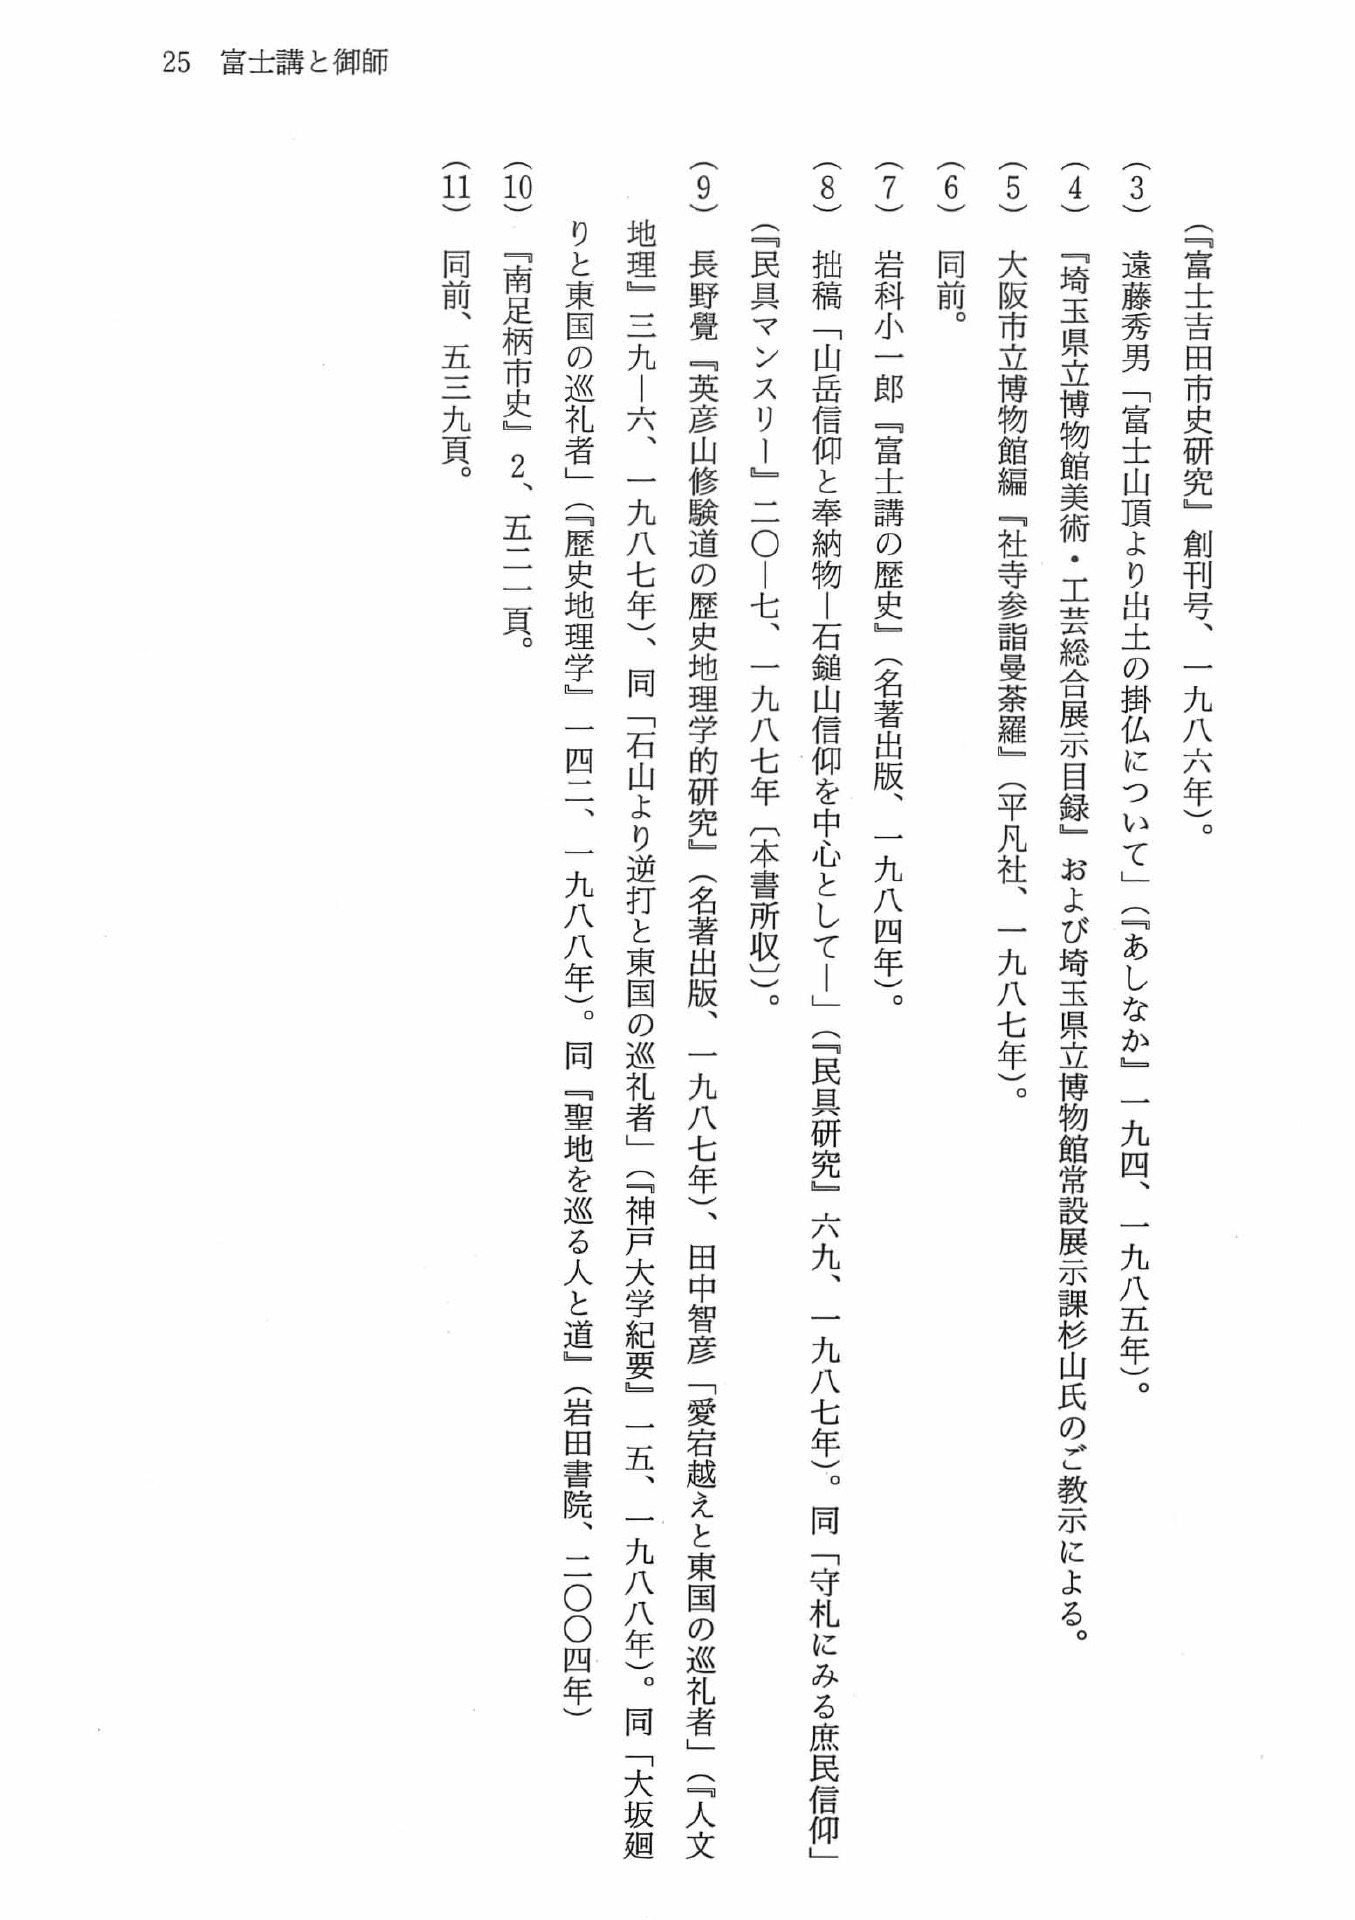 25　富士講と御師
（『富士吉田市史研究』創刊号、一九八六年）。
（3）　遠藤秀男「富士山頂より出土の掛仏について」（『あしなか』一九四、一九八五年）。
（4）　『埼玉県立博物館美術・工芸総合展示目録』および埼玉県立博物館常設展示課杉山氏のご教示による。
（5）　大阪市立博物館編『社寺参詣曼荼羅』（平凡社、一九八七年）。
（6）　同前。
（7）　岩科小一郎『富士講の歴史』（名著出版、一九八四年）。
（8）　拙稿「山岳信仰と奉納物―石鎚山信仰を中心として―」（『民具研究』六九、一九八七年）。同「守札にみる庶民信仰」
（『民具マンスリー』二〇―七、一九八七年〔本書所収〕）。
（9）　長野覺『英彦山修験道の歴史地理学的研究』（名著出版、一九八七年）、田中智彦「愛宕越えと東国の巡礼者」（『人文
地理』三九―六、一九八七年）、同「石山より逆打と東国の巡礼者」（『神戸大学紀要』一五、一九八八年）。同「大坂廻
りと東国の巡礼者」（『歴史地理学』一四二、一九八八年）。同『聖地を巡る人と道』（岩田書院、二〇〇四年）
（10）　『南足柄市史』2、五二一頁。
（11）　同前、五三九頁。